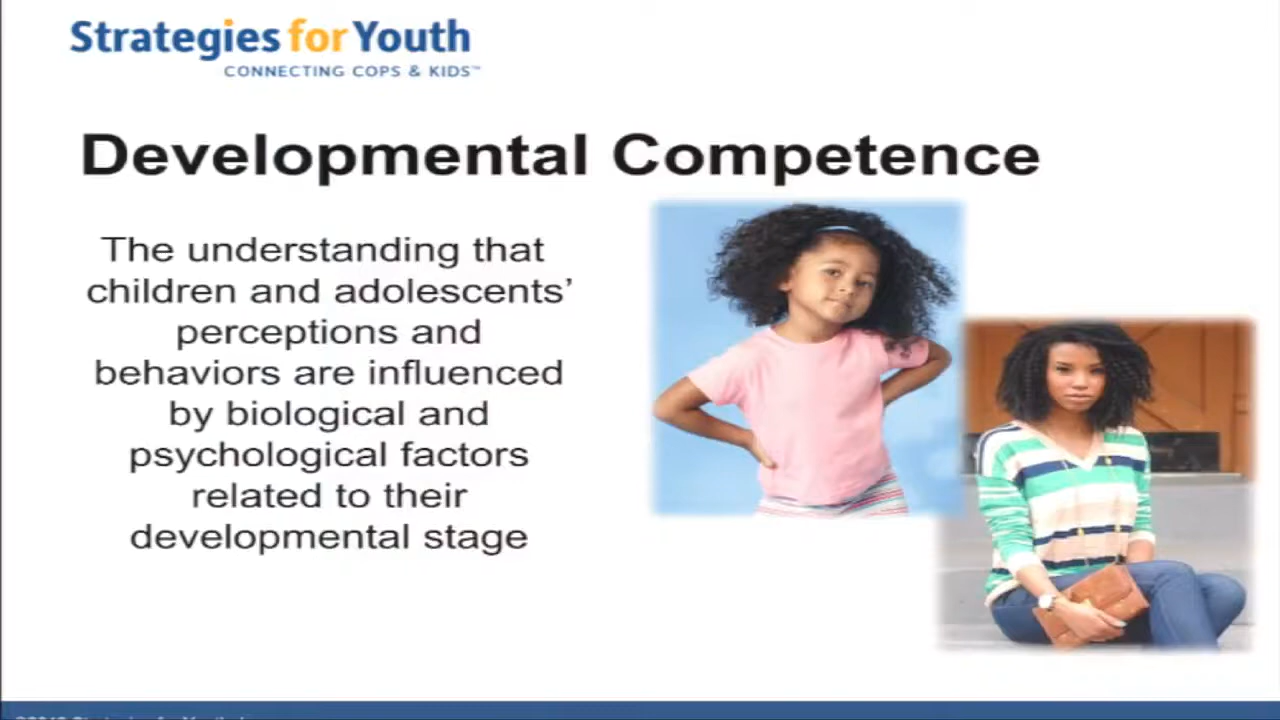 Strategies for Youth
CONNECTING COPS & KIDS™
Developmental Competence
The understanding that
children and adolescents’
perceptions and
behaviors are influenced
by biological and
psychological factors
related to their
developmental stage